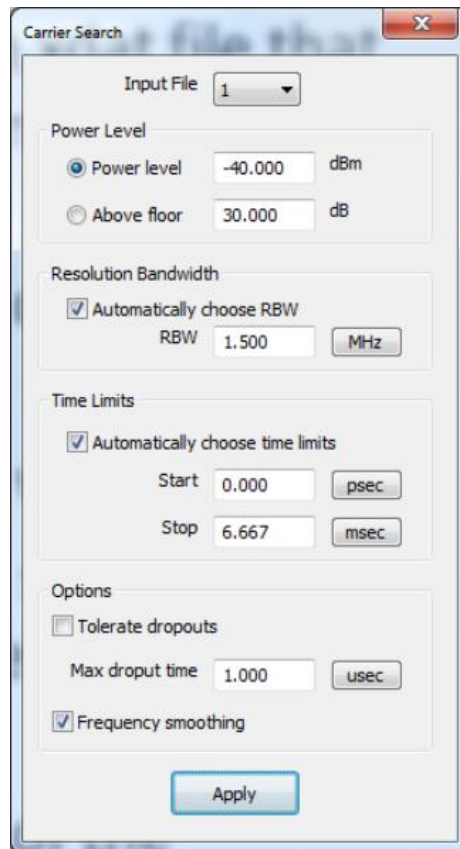 Carrier Search
Input File 1
Power Level
Power level -40.000 dBm
Above floor 30.000 dB
Resolution Bandwidth
Automatically choose RBW
RBW 1.500 MHz
Time Limits
Automatically choose time limits
Start 0.000 psec
Stop 6.667 msec
Options
Tolerate dropouts
Max droput time 1.000 usec
Frequency smoothing
Apply